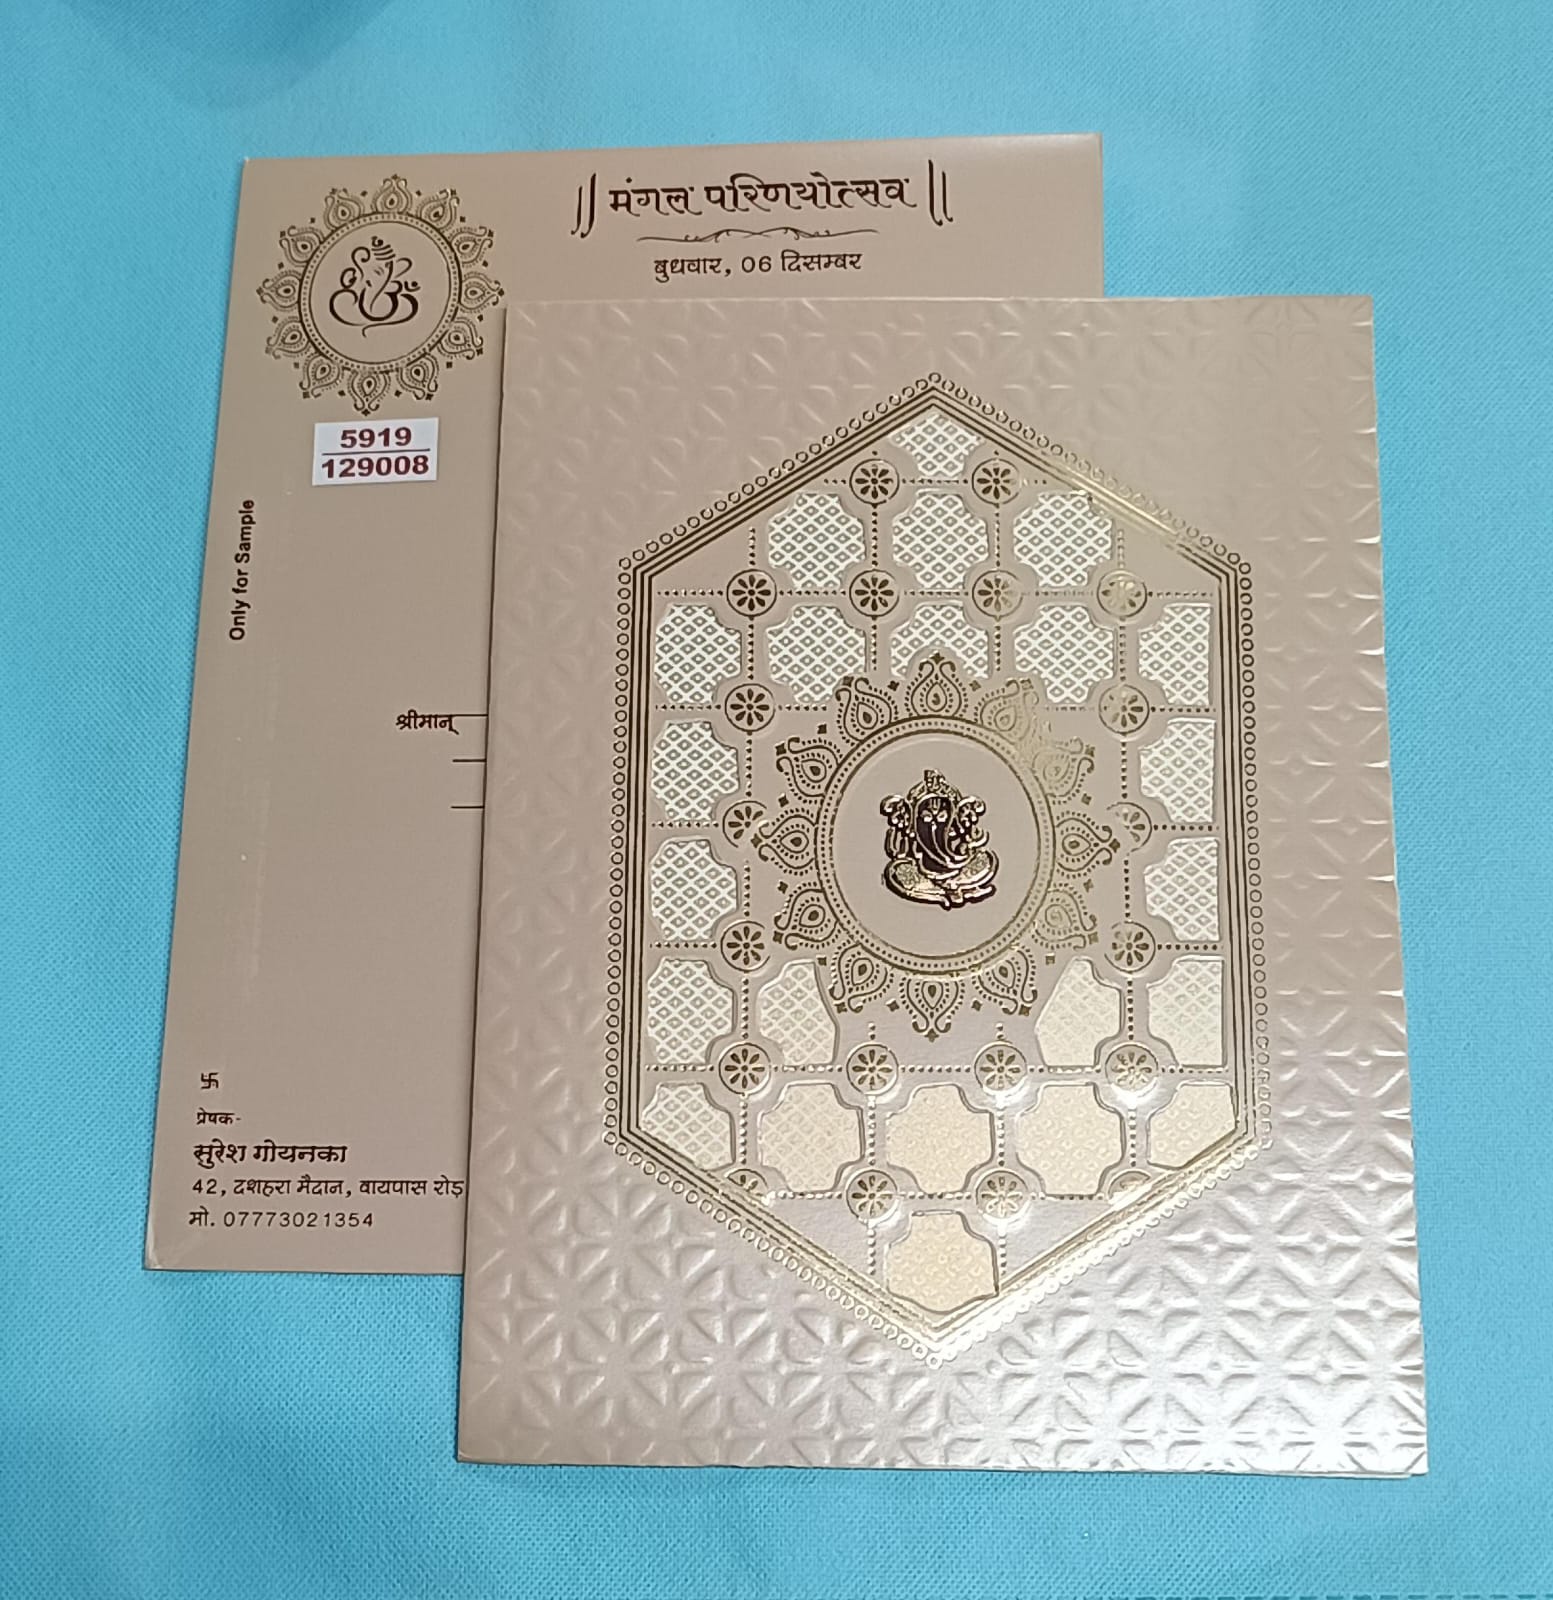 ॥ मंगल परिणयोत्सव ॥
बुधवार, 06 दिसम्बर
5919
129008
Only for Sample
श्रीमान्
卐
प्रेषक-
सुरेश गोयनका
42, दशहरा मैदान, बायपास रोड़
मो. 07773021354